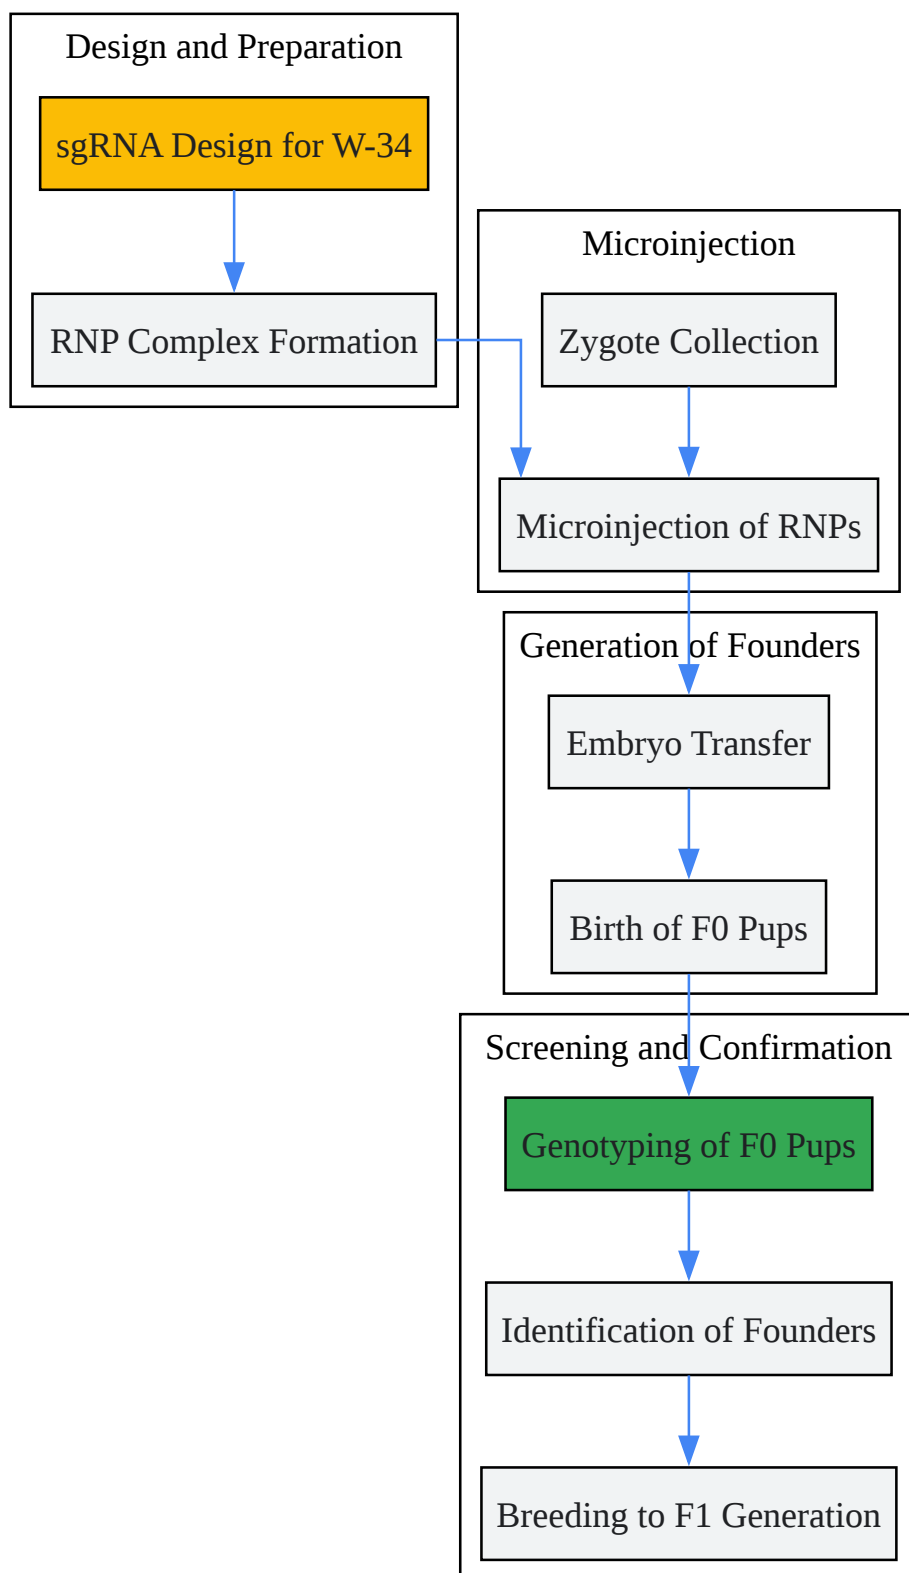 Design and Preparation
sgRNA Design for W-34
RNP Complex Formation
Microinjection
Zygote Collection
Microinjection of RNPs
Generation of Founders
Embryo Transfer
Birth of F0 Pups
Screening and Confirmation
Genotyping of F0 Pups
Identification of Founders
Breeding to F1 Generation